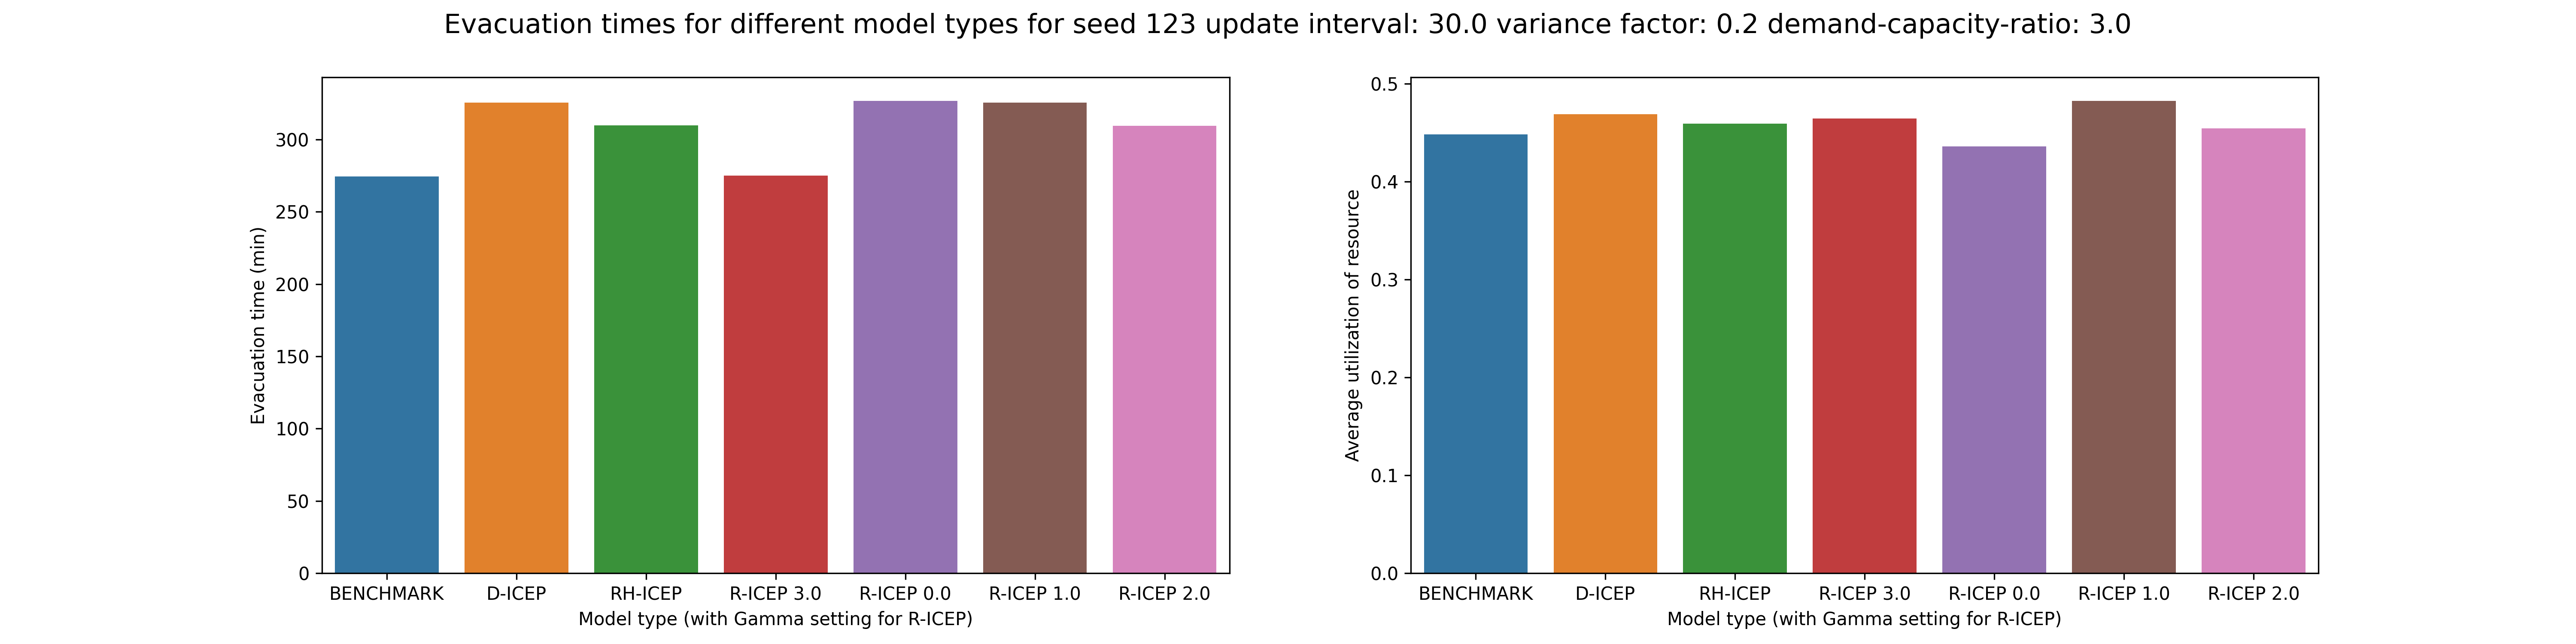 Evacuation times for different model types for seed 123 update interval: 30.0 variance factor: 0.2 demand-capacity-ratio: 3.0
Evacuation time (min)
300
250
200
150
100
50
0
BENCHMARK D-ICEP RH-ICEP R-ICEP 3.0 R-ICEP 0.0 R-ICEP 1.0 R-ICEP 2.0
Model type (with Gamma setting for R-ICEP)
Average utilization of resource
0.5
0.4
0.3
0.2
0.1
0.0
BENCHMARK D-ICEP RH-ICEP R-ICEP 3.0 R-ICEP 0.0 R-ICEP 1.0 R-ICEP 2.0
Model type (with Gamma setting for R-ICEP)